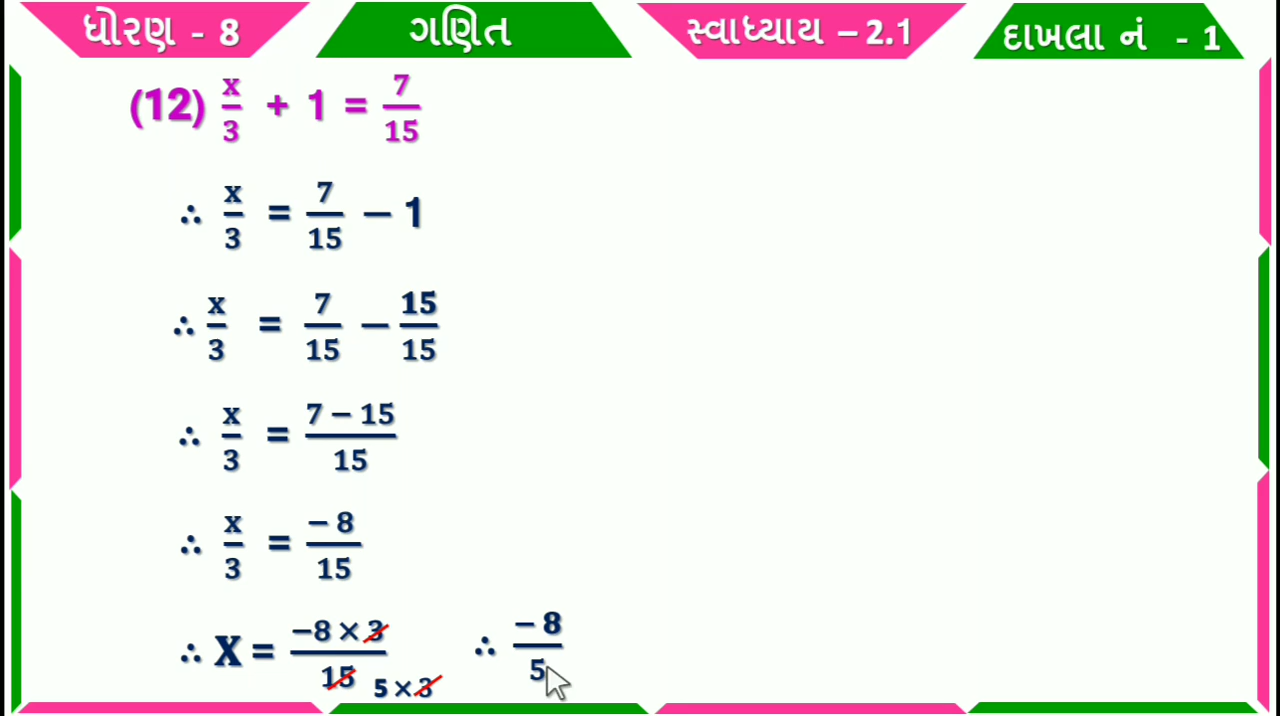 ધોરણ - 8
ગણિત
સ્વાધ્યાય – 2.1
દાખલા નં - 1
(12) x/3 + 1 = 7/15
∴ x/3 = 7/15 − 1
∴ x/3 = 7/15 − 15/15
∴ x/3 = (7 − 15)/15
∴ x/3 = −8/15
∴ X = (−8 × 3)/15 5 × 3 ∴ −8/5